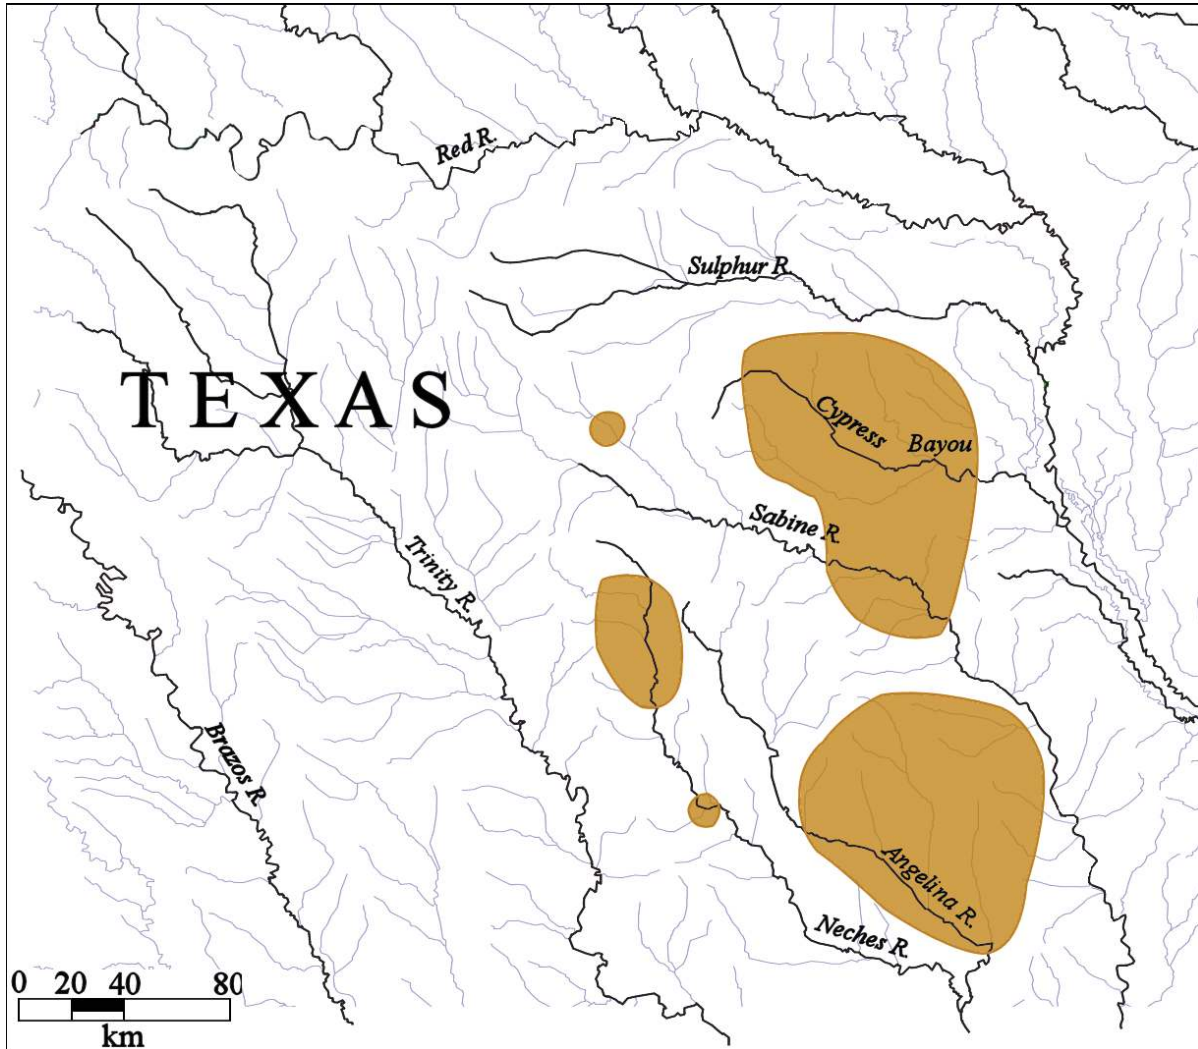 Red R.
Sulphur R.
TEXAS
Cypress
Bayou
Sabine R.
Trinity R.
Brazos R.
Angelina R.
Neches R.
0 20 40 80
km